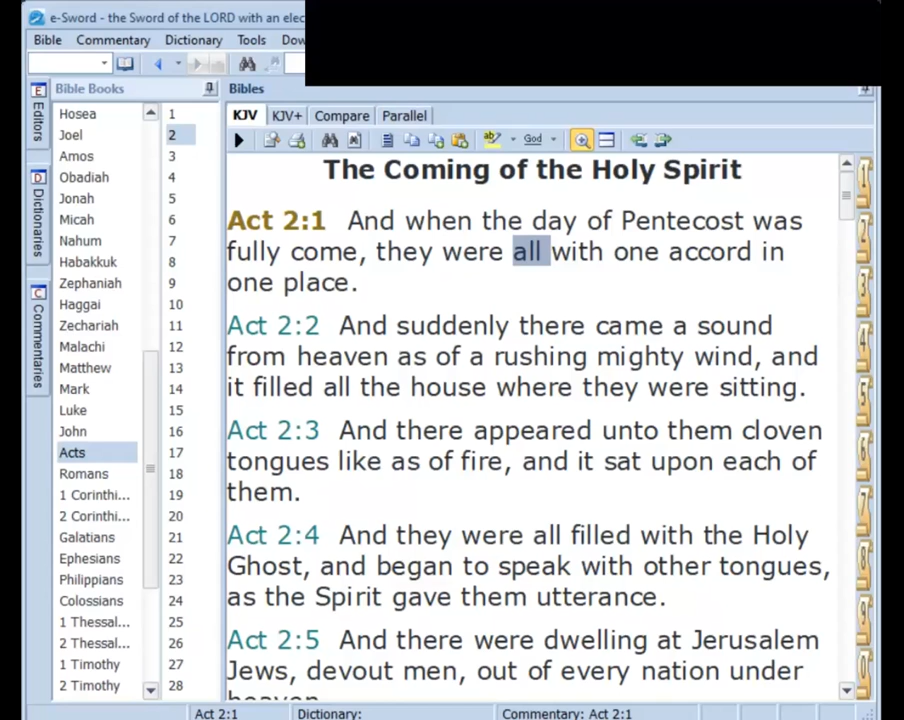 e-Sword - the Sword of the LORD with an elec
Bible Commentary Dictionary Tools Dow
Bible Books
Bibles
Editors
Dictionaries
Commentaries
Hosea 1
Joel 2
Amos 3
Obadiah 4
Jonah 5
Micah 6
Nahum 7
Habakkuk 8
Zephaniah 9
Haggai 10
Zechariah 11
Malachi 12
Matthew 13
Mark 14
Luke 15
John 16
Acts 17
Romans 18
1 Corinthi... 19
2 Corinthi... 20
Galatians 21
Ephesians 22
Philippians 23
Colossians 24
1 Thessal... 25
2 Thessal... 26
1 Timothy 27
2 Timothy 28
KJV KJV+ Compare Parallel
God
The Coming of the Holy Spirit
Act 2:1 And when the day of Pentecost was
fully come, they were all with one accord in
one place.
Act 2:2 And suddenly there came a sound
from heaven as of a rushing mighty wind, and
it filled all the house where they were sitting.
Act 2:3 And there appeared unto them cloven
tongues like as of fire, and it sat upon each of
them.
Act 2:4 And they were all filled with the Holy
Ghost, and began to speak with other tongues,
as the Spirit gave them utterance.
Act 2:5 And there were dwelling at Jerusalem
Jews, devout men, out of every nation under
heaven.
1
2
3
4
5
6
7
8
9
0
Act 2:1 Dictionary: Commentary: Act 2:1